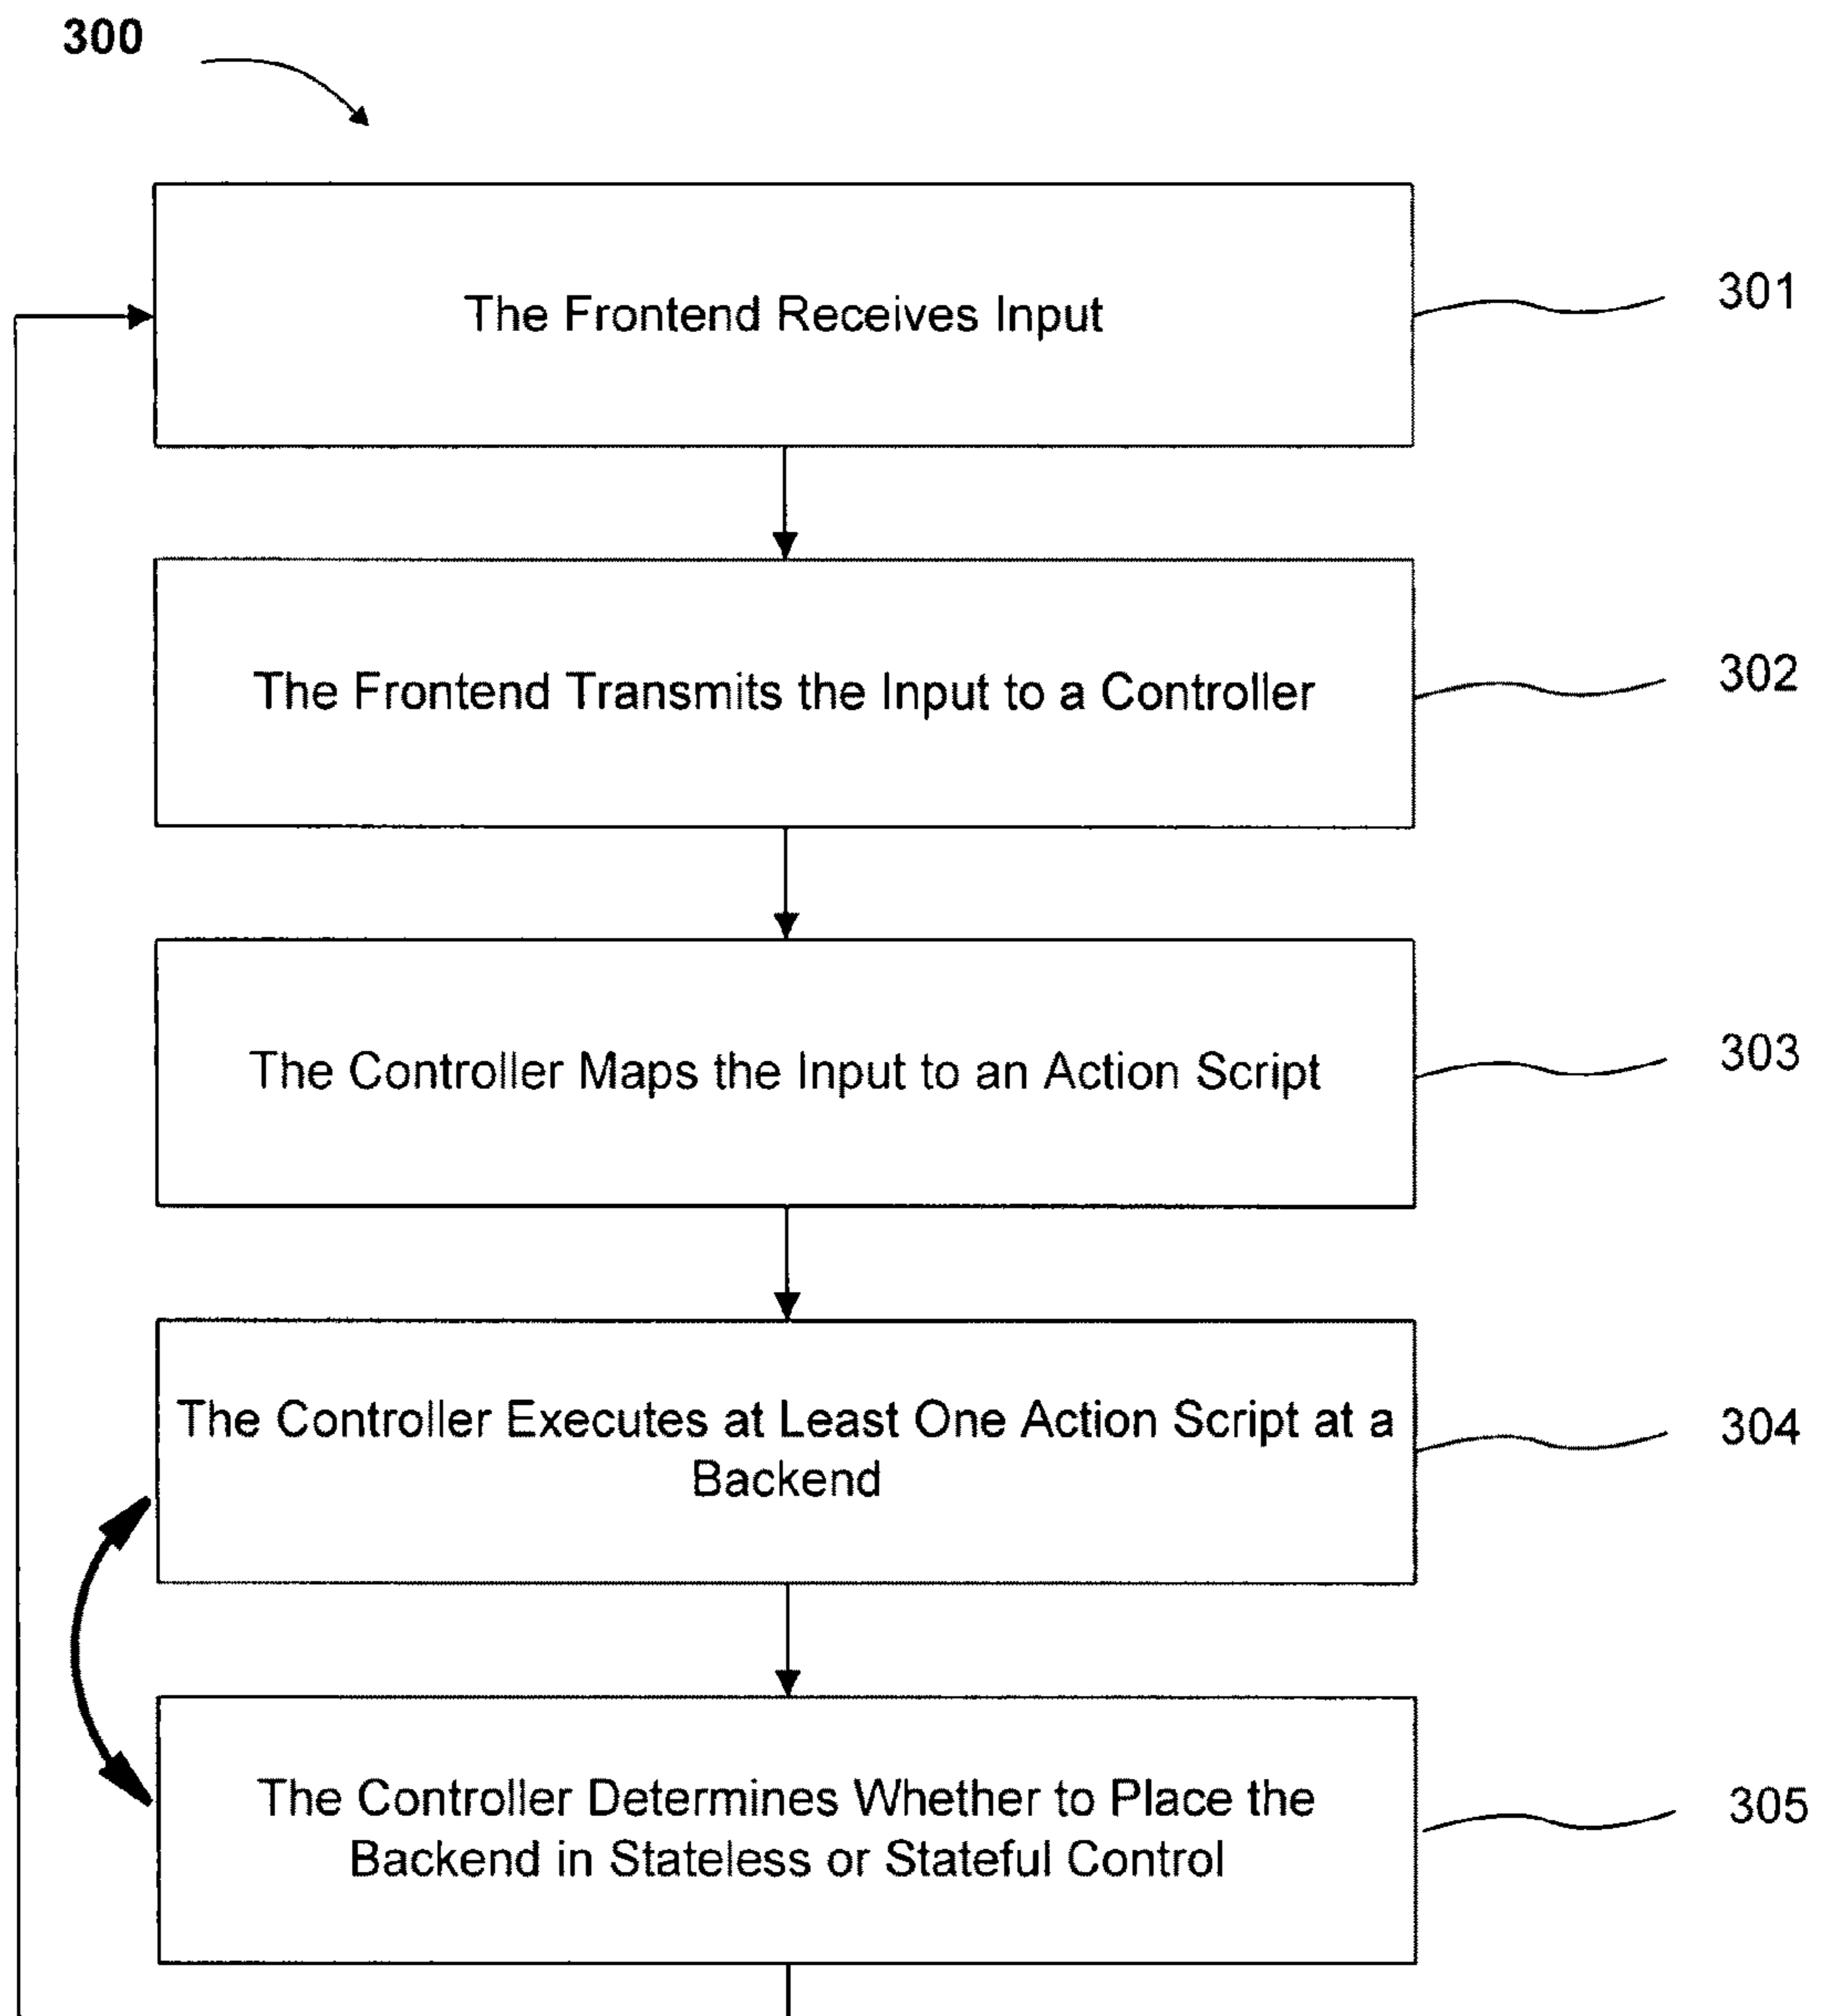 300
The Frontend Receives Input
301
The Frontend Transmits the Input to a Controller
302
The Controller Maps the Input to an Action Script
303
The Controller Executes at Least One Action Script at a
Backend
304
The Controller Determines Whether to Place the
Backend in Stateless or Stateful Control
305